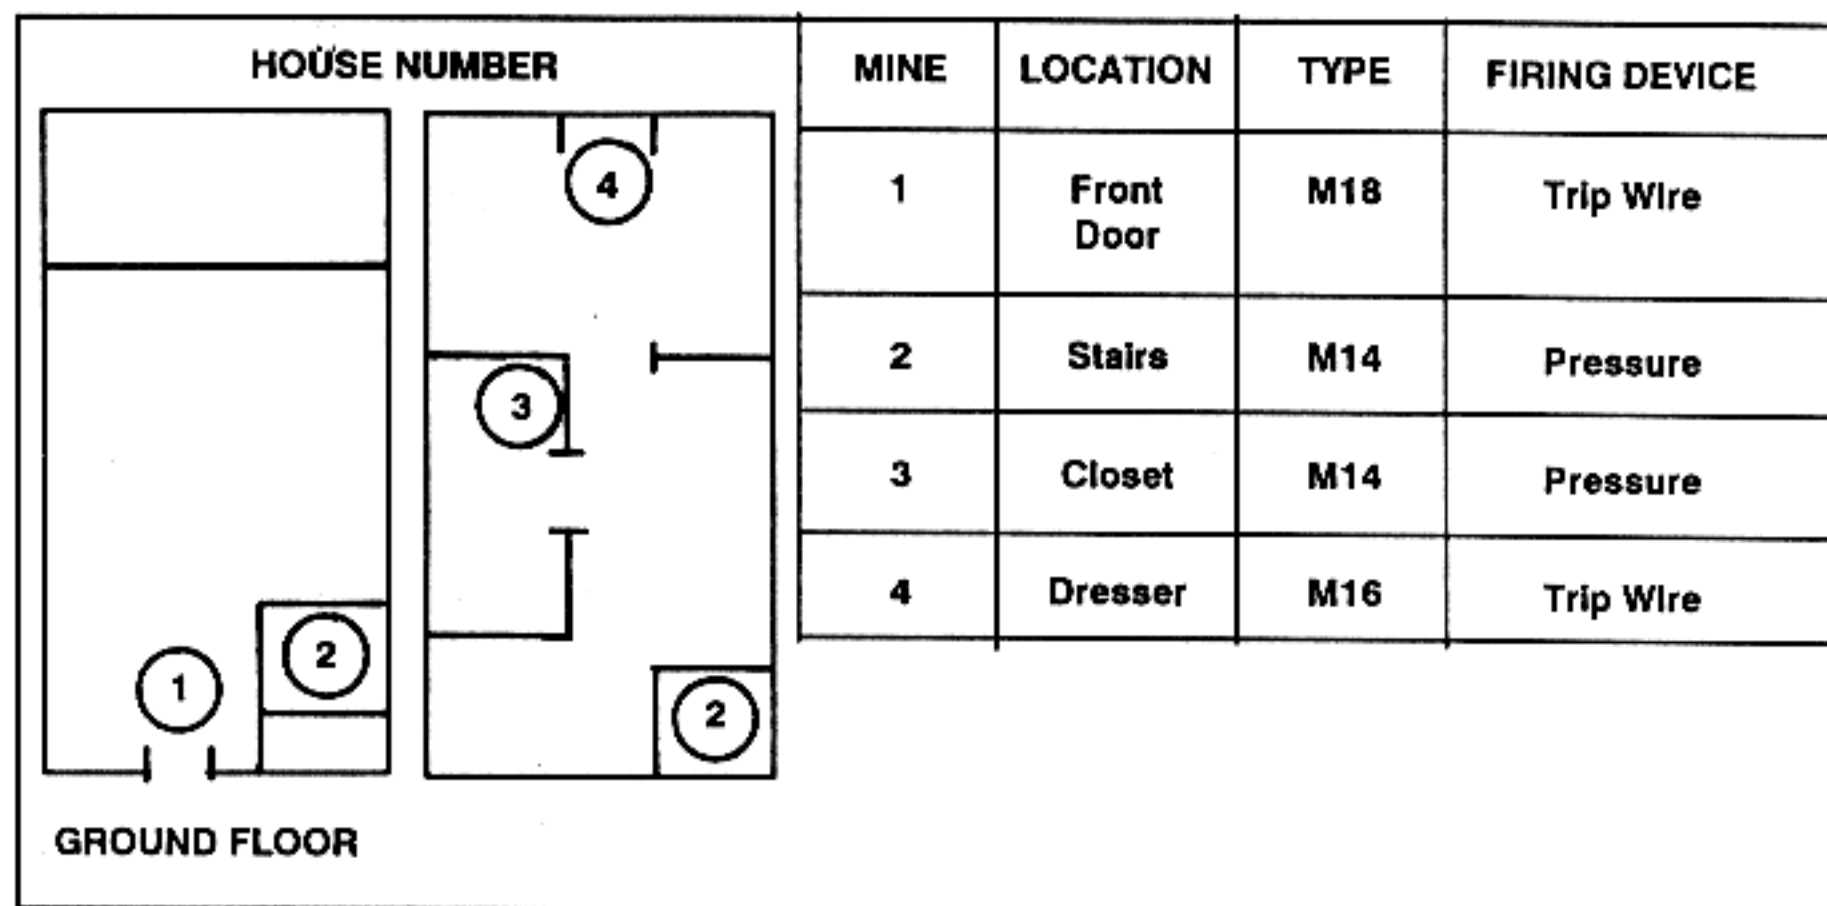 HOUSE NUMBER
4
3
2
1
2
GROUND FLOOR
MINE LOCATION TYPE FIRING DEVICE
1 Front Door M18 Trip Wire
2 Stairs M14 Pressure
3 Closet M14 Pressure
4 Dresser M16 Trip Wire